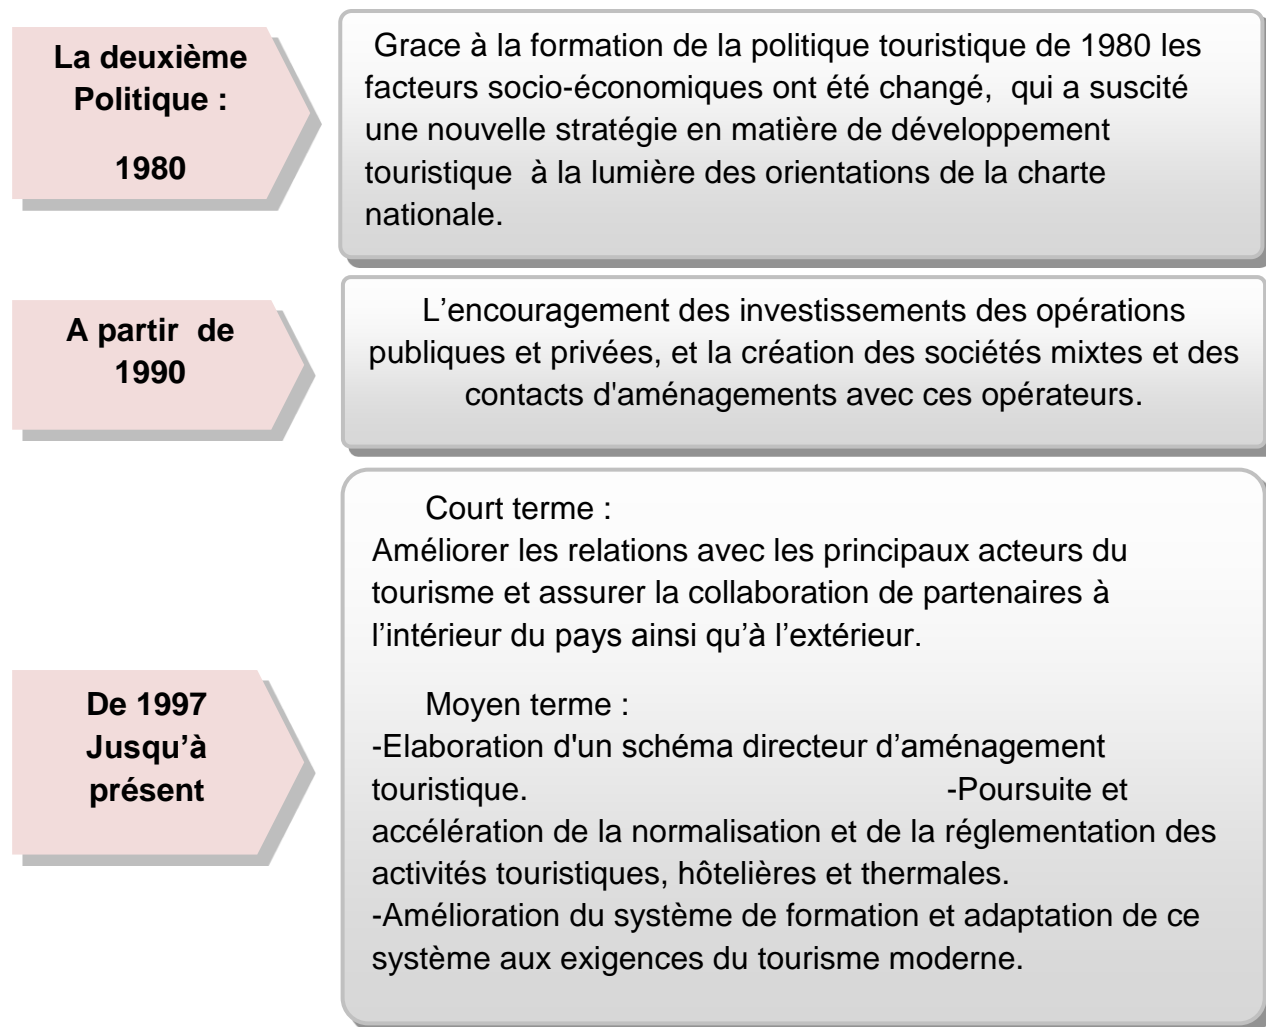 La deuxième
Politique :
1980
Grace à la formation de la politique touristique de 1980 les
facteurs socio-économiques ont été changé, qui a suscité
une nouvelle stratégie en matière de développement
touristique à la lumière des orientations de la charte
nationale.
A partir de
1990
L’encouragement des investissements des opérations
publiques et privées, et la création des sociétés mixtes et des
contacts d'aménagements avec ces opérateurs.
De 1997
Jusqu’à
présent
Court terme :
Améliorer les relations avec les principaux acteurs du
tourisme et assurer la collaboration de partenaires à
l’intérieur du pays ainsi qu’à l’extérieur.
Moyen terme :
-Elaboration d'un schéma directeur d’aménagement
touristique. -Poursuite et
accélération de la normalisation et de la réglementation des
activités touristiques, hôtelières et thermales.
-Amélioration du système de formation et adaptation de ce
système aux exigences du tourisme moderne.